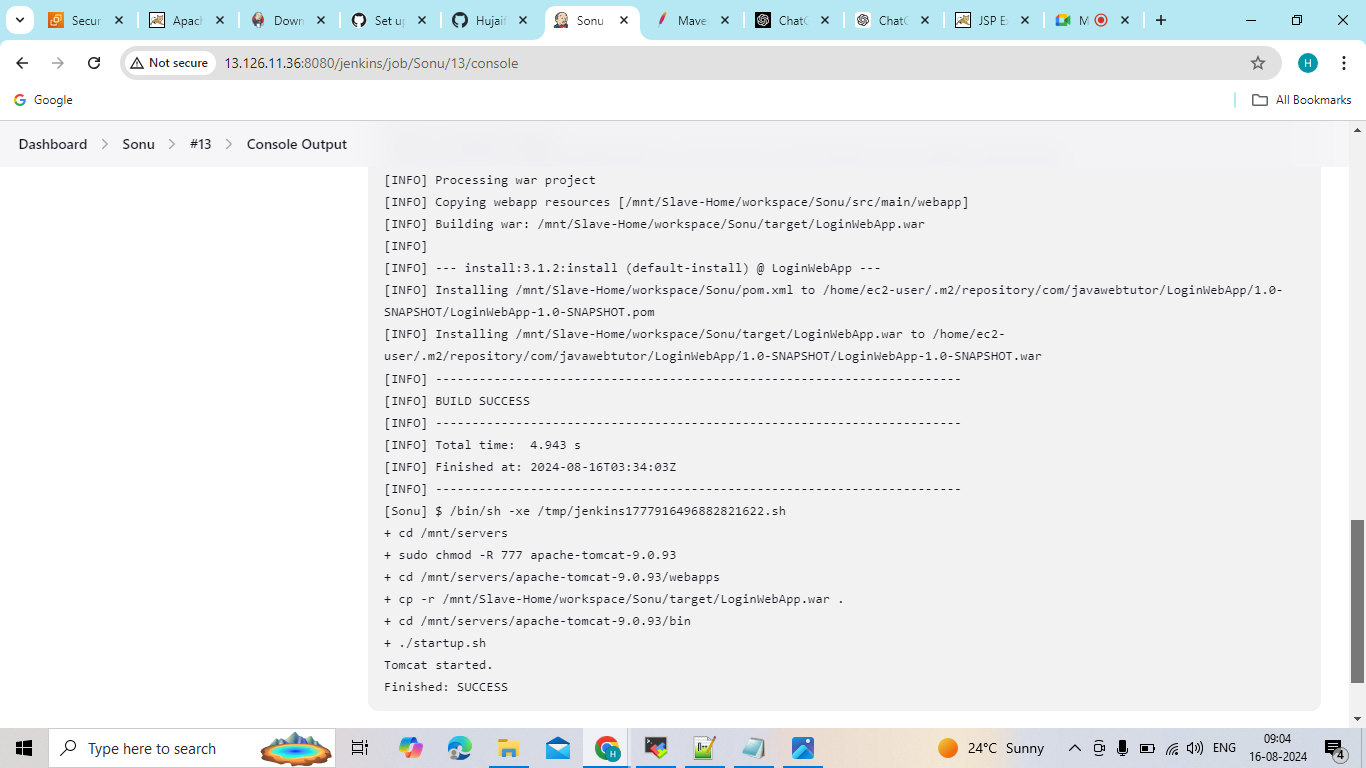 Secur
Apach
Down
Set up
Hujaif
Sonu
Mave
ChatG
ChatG
JSP Ex
M
Not secure
13.126.11.36:8080/jenkins/job/Sonu/13/console
H
Google
All Bookmarks
Dashboard > Sonu > #13 > Console Output
[INFO] Processing war project
[INFO] Copying webapp resources [/mnt/Slave-Home/workspace/Sonu/src/main/webapp]
[INFO] Building war: /mnt/Slave-Home/workspace/Sonu/target/LoginWebApp.war
[INFO]
[INFO] --- install:3.1.2:install (default-install) @ LoginWebApp ---
[INFO] Installing /mnt/Slave-Home/workspace/Sonu/pom.xml to /home/ec2-user/.m2/repository/com/javawebtutor/LoginWebApp/1.0-
SNAPSHOT/LoginWebApp-1.0-SNAPSHOT.pom
[INFO] Installing /mnt/Slave-Home/workspace/Sonu/target/LoginWebApp.war to /home/ec2-
user/.m2/repository/com/javawebtutor/LoginWebApp/1.0-SNAPSHOT/LoginWebApp-1.0-SNAPSHOT.war
[INFO] ------------------------------------------------------------------------
[INFO] BUILD SUCCESS
[INFO] ------------------------------------------------------------------------
[INFO] Total time:  4.943 s
[INFO] Finished at: 2024-08-16T03:34:03Z
[INFO] ------------------------------------------------------------------------
[Sonu] $ /bin/sh -xe /tmp/jenkins1777916496882821622.sh
+ cd /mnt/servers
+ sudo chmod -R 777 apache-tomcat-9.0.93
+ cd /mnt/servers/apache-tomcat-9.0.93/webapps
+ cp -r /mnt/Slave-Home/workspace/Sonu/target/LoginWebApp.war .
+ cd /mnt/servers/apache-tomcat-9.0.93/bin
+ ./startup.sh
Tomcat started.
Finished: SUCCESS
Type here to search
24°C Sunny
ENG
09:04
16-08-2024
4